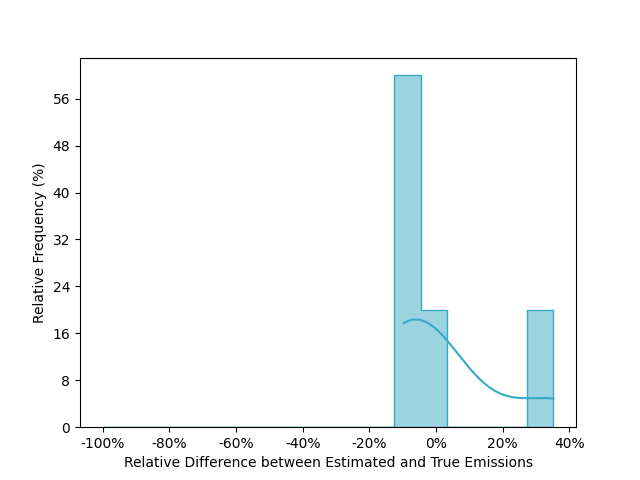 Relative Frequency (%)
56
48
40
32
24
16
8
0
-100% -80% -60% -40% -20% 0% 20% 40%
Relative Difference between Estimated and True Emissions